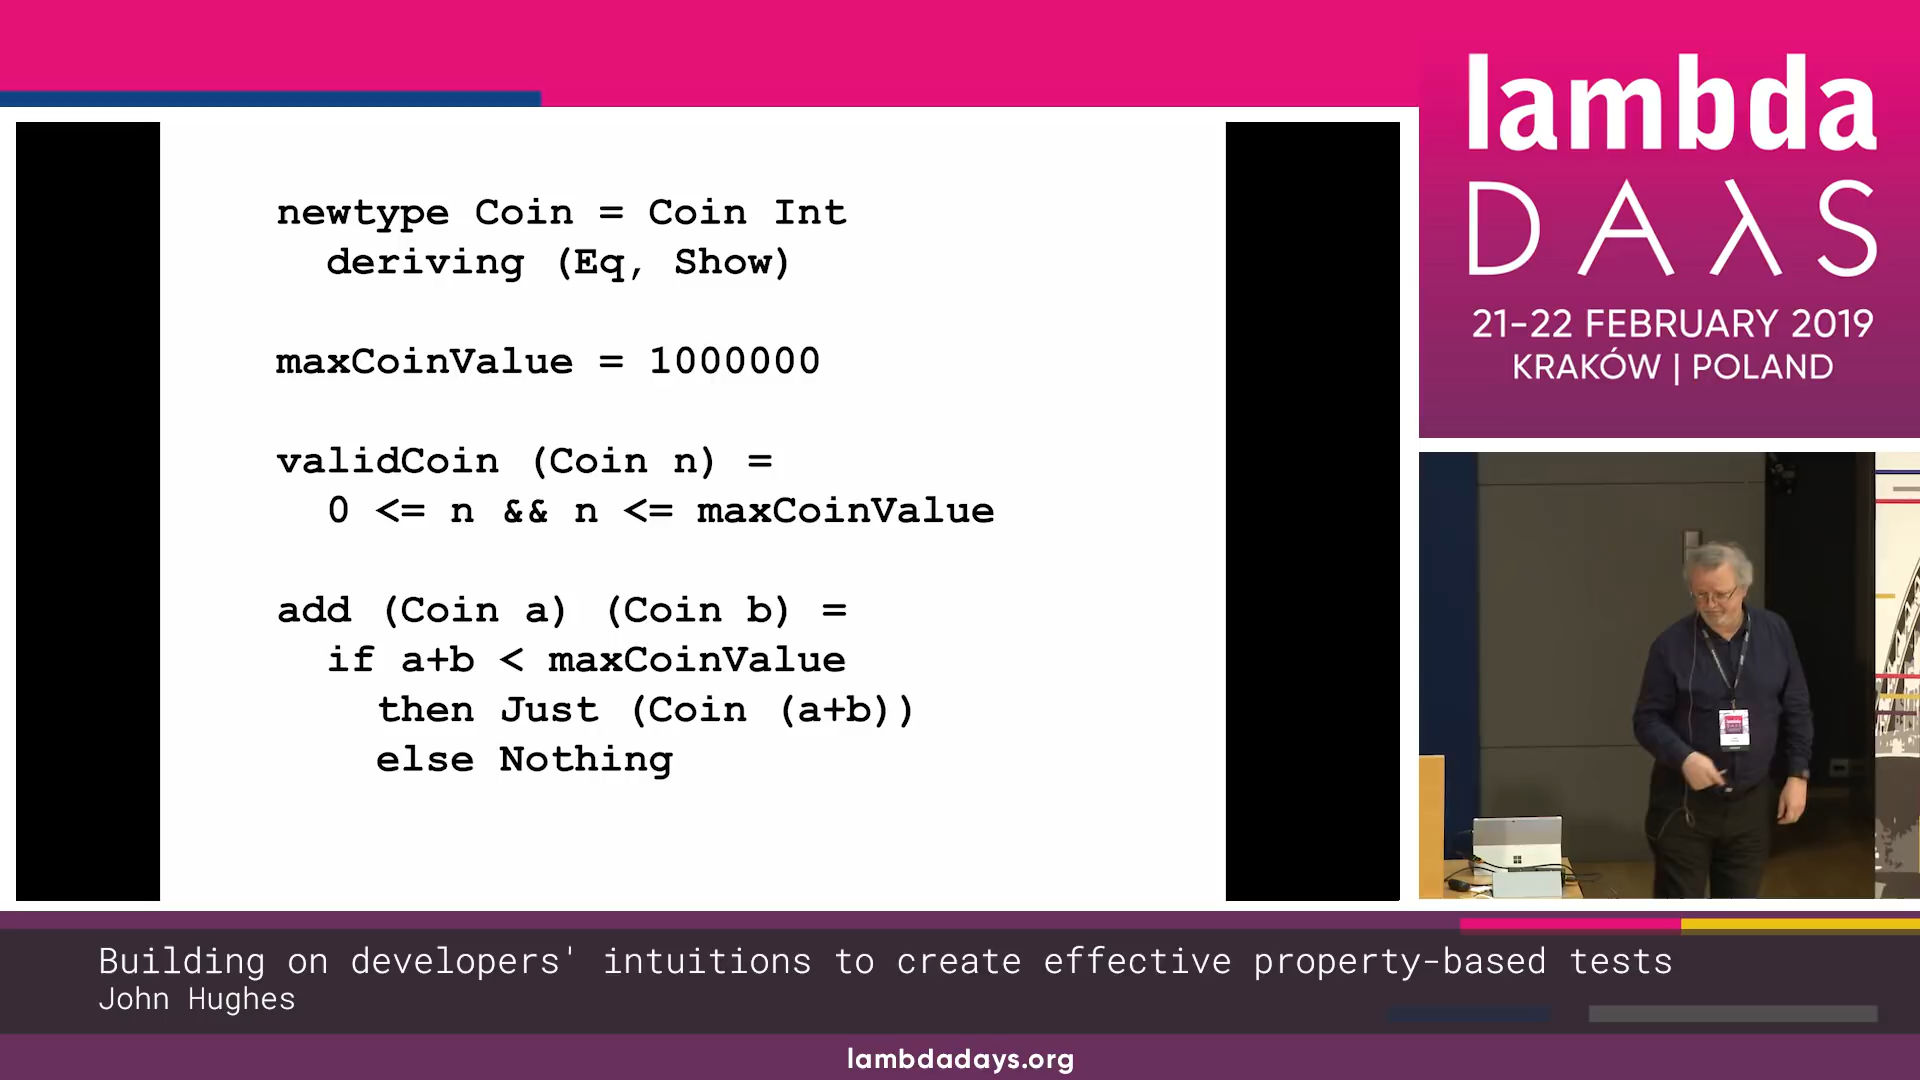 newtype Coin = Coin Int
deriving (Eq, Show)
maxCoinValue = 1000000
validCoin (Coin n) =
0 <= n && n <= maxCoinValue
add (Coin a) (Coin b) =
if a+b < maxCoinValue
then Just (Coin (a+b))
else Nothing
lambda
DAλS
21-22 FEBRUARY 2019
KRAKÓW | POLAND
lambda
Building on developers' intuitions to create effective property-based tests
John Hughes
lambdadays.org